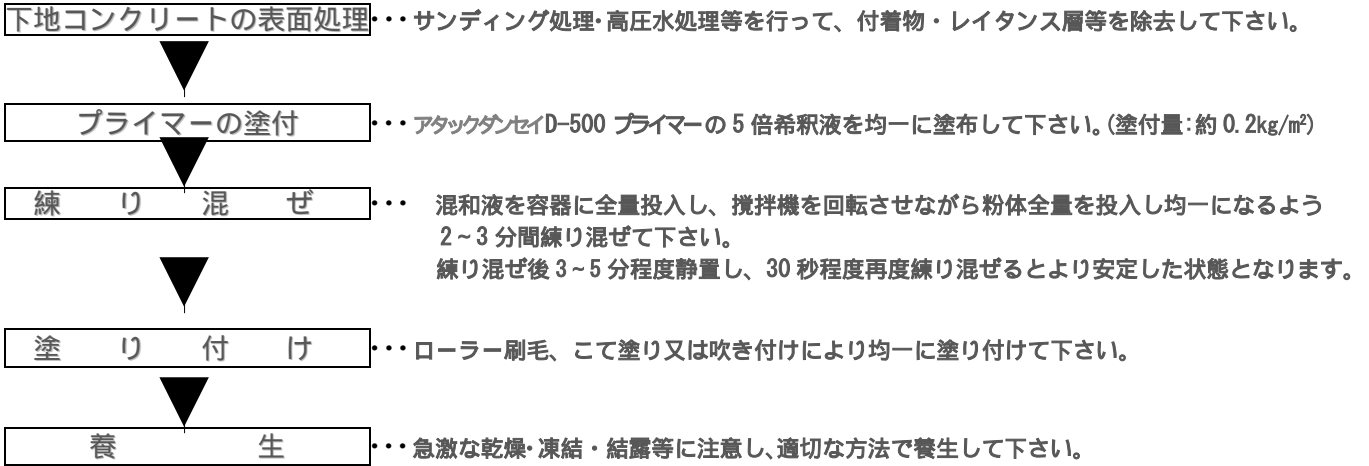 下地コンクリートの表面処理･･･サンディング処理･高圧水処理等を行って、付着物・レイタンス層等を除去して下さい。
プライマーの塗付･･･アタックダンセイD-500 プライマーの 5 倍希釈液を均一に塗布して下さい。(塗付量:約 0.2kg/㎡)
練り混ぜ･･･ 混和液を容器に全量投入し、撹拌機を回転させながら粉体全量を投入し均一になるよう
2~3 分間練り混ぜて下さい。
練り混ぜ後 3~5 分程度静置し、30 秒程度再度練り混ぜるとより安定した状態となります。
塗り付け･･･ローラー刷毛、こて塗り又は吹き付けにより均一に塗り付けて下さい。
養生･･･急激な乾燥･凍結・結露等に注意し、適切な方法で養生して下さい。